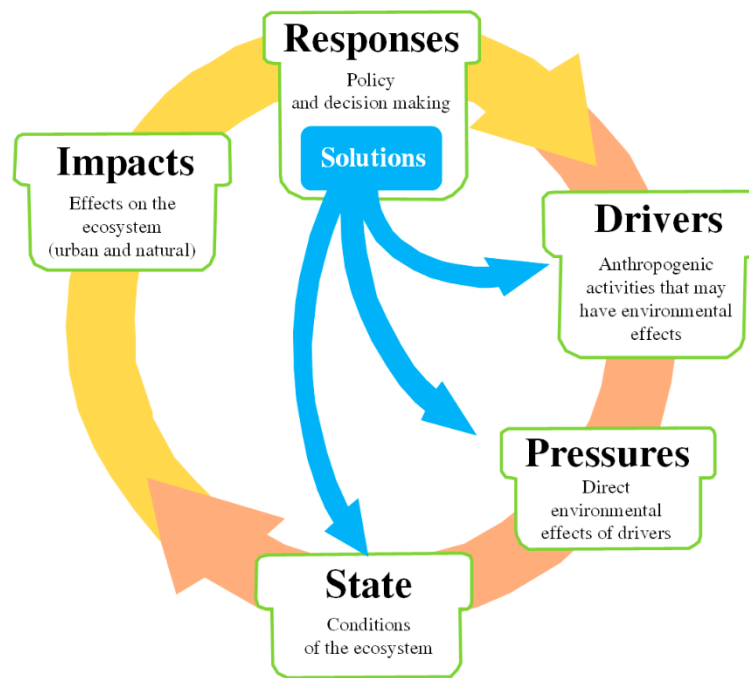 Responses
Policy
and decision making
Solutions
Impacts
Effects on the
ecosystem
(urban and natural)
Drivers
Anthropogenic
activities that may
have environmental
effects
Pressures
Direct
environmental
effects of drivers
State
Conditions
of the ecosystem